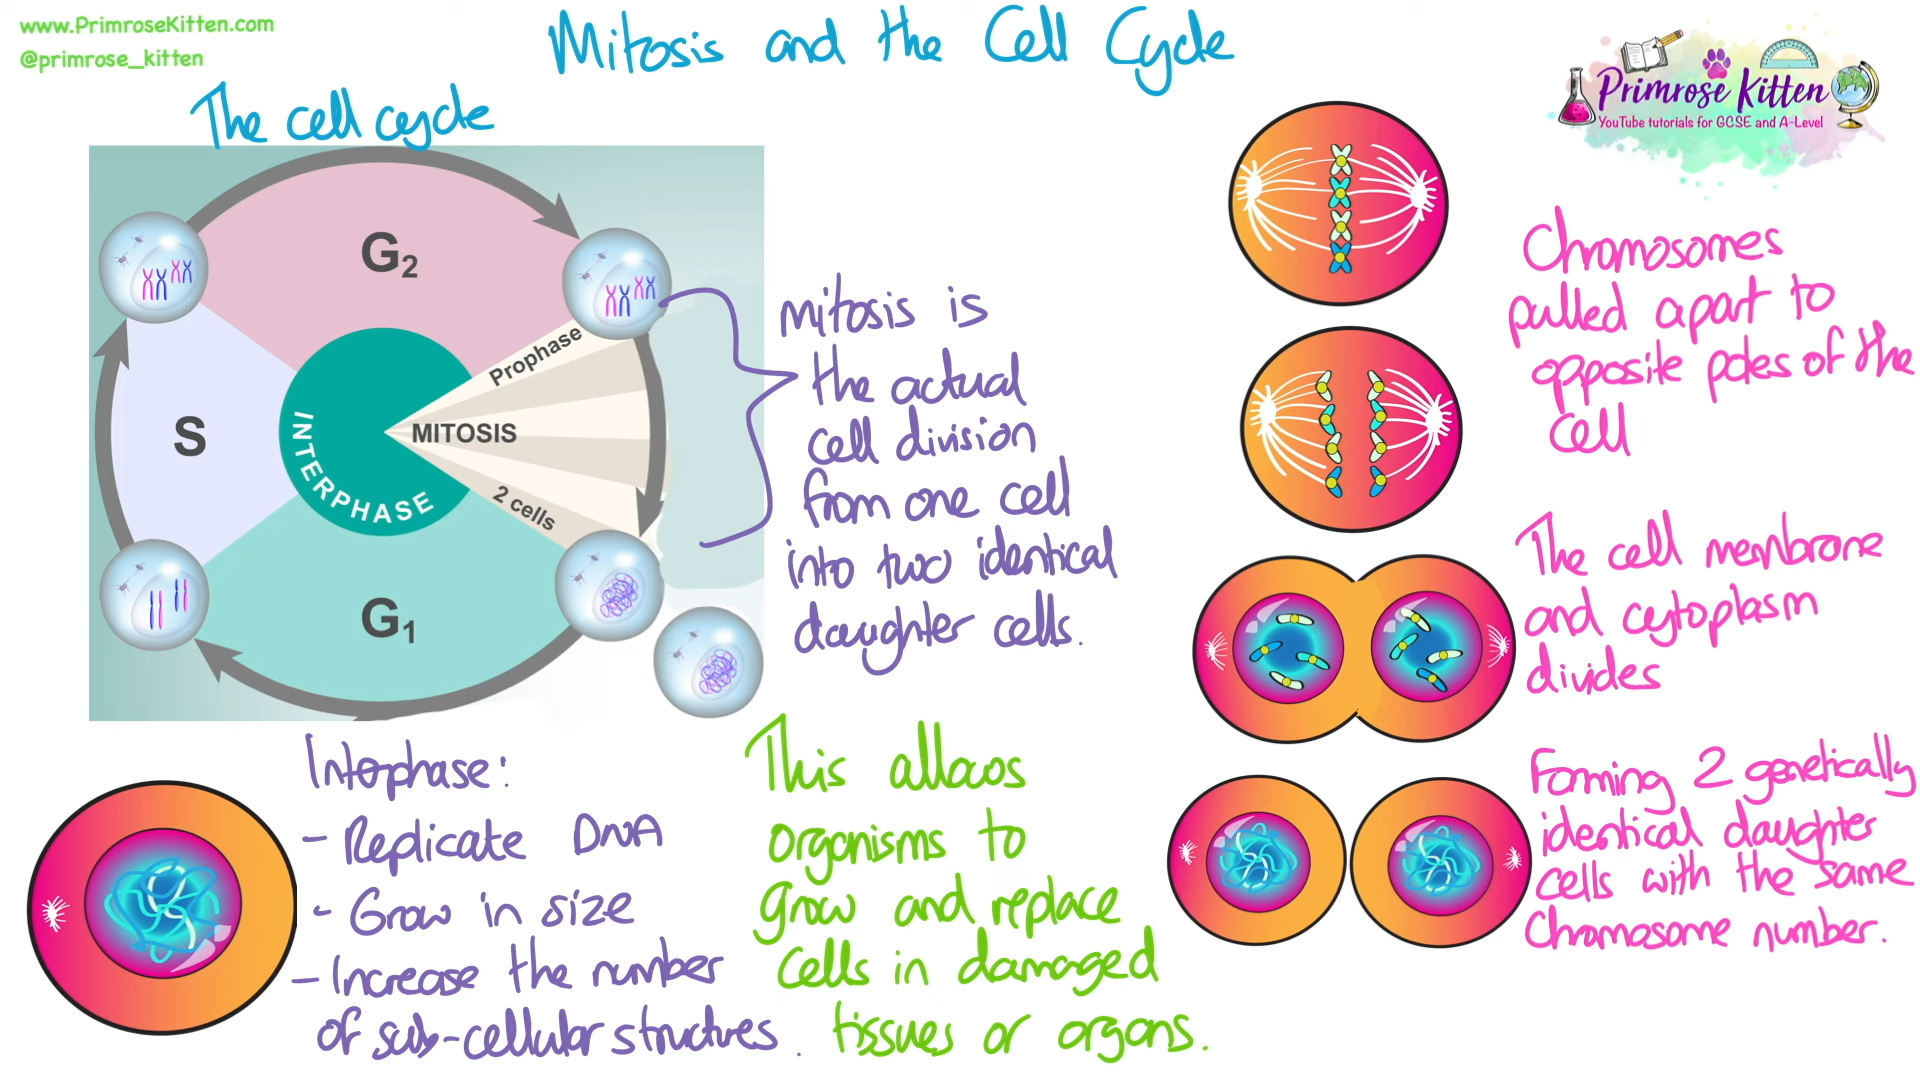 www.PrimroseKitten.com
@primrose_kitten
Mitosis and the Cell Cycle
Primrose Kitten
YouTube tutorials for GCSE and A-Level
The cell cycle
G2
S
G1
INTERPHASE
MITOSIS
Prophase
2 cells
mitosis is
the actual
cell division
from one cell
into two identical
daughter cells.
Chromosomes
pulled apart to
opposite poles of the
cell
The cell membrane
and cytoplasm
divides
Forming 2 genetically
identical daughter
cells with the same
Chromosome number.
Interphase:
- Replicate DNA
- Grow in size
- Increase the number
of sub-cellular structures.
This allows
organisms to
grow and replace
cells in damaged
tissues or organs.